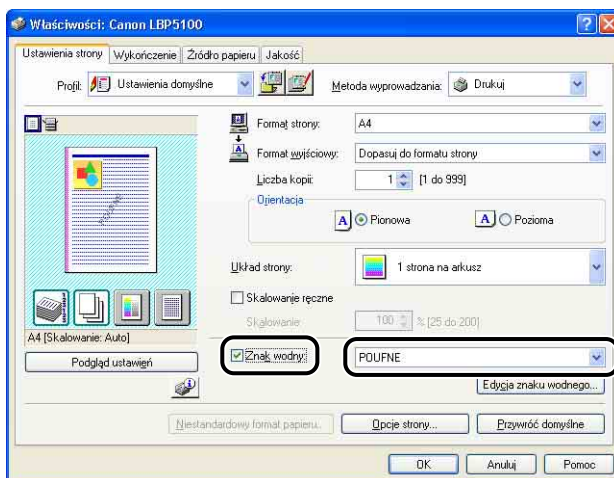 Właściwości: Canon LBP5100
Ustawienia strony Wykończenie Źródło papieru Jakość
Profil: Ustawienia domyślne Metoda wyprowadzania: Drukuj
Format strony: A4
Format wyjściowy: Dopasuj do formatu strony
Liczba kopii: 1 [1 do 999]
Orientacja
A Pionowa A Pozioma
POUFNE
Układ strony: 1 strona na arkusz
Skalowanie ręczne
Skalowanie: 100 % [25 do 200]
A4 [Skalowanie: Auto]
Podgląd ustawień
Znak wodny: POUFNE
Edycja znaku wodnego...
Niestandardowy format papieru.. Opcje strony... Przywróć domyślne
OK Anuluj Pomoc